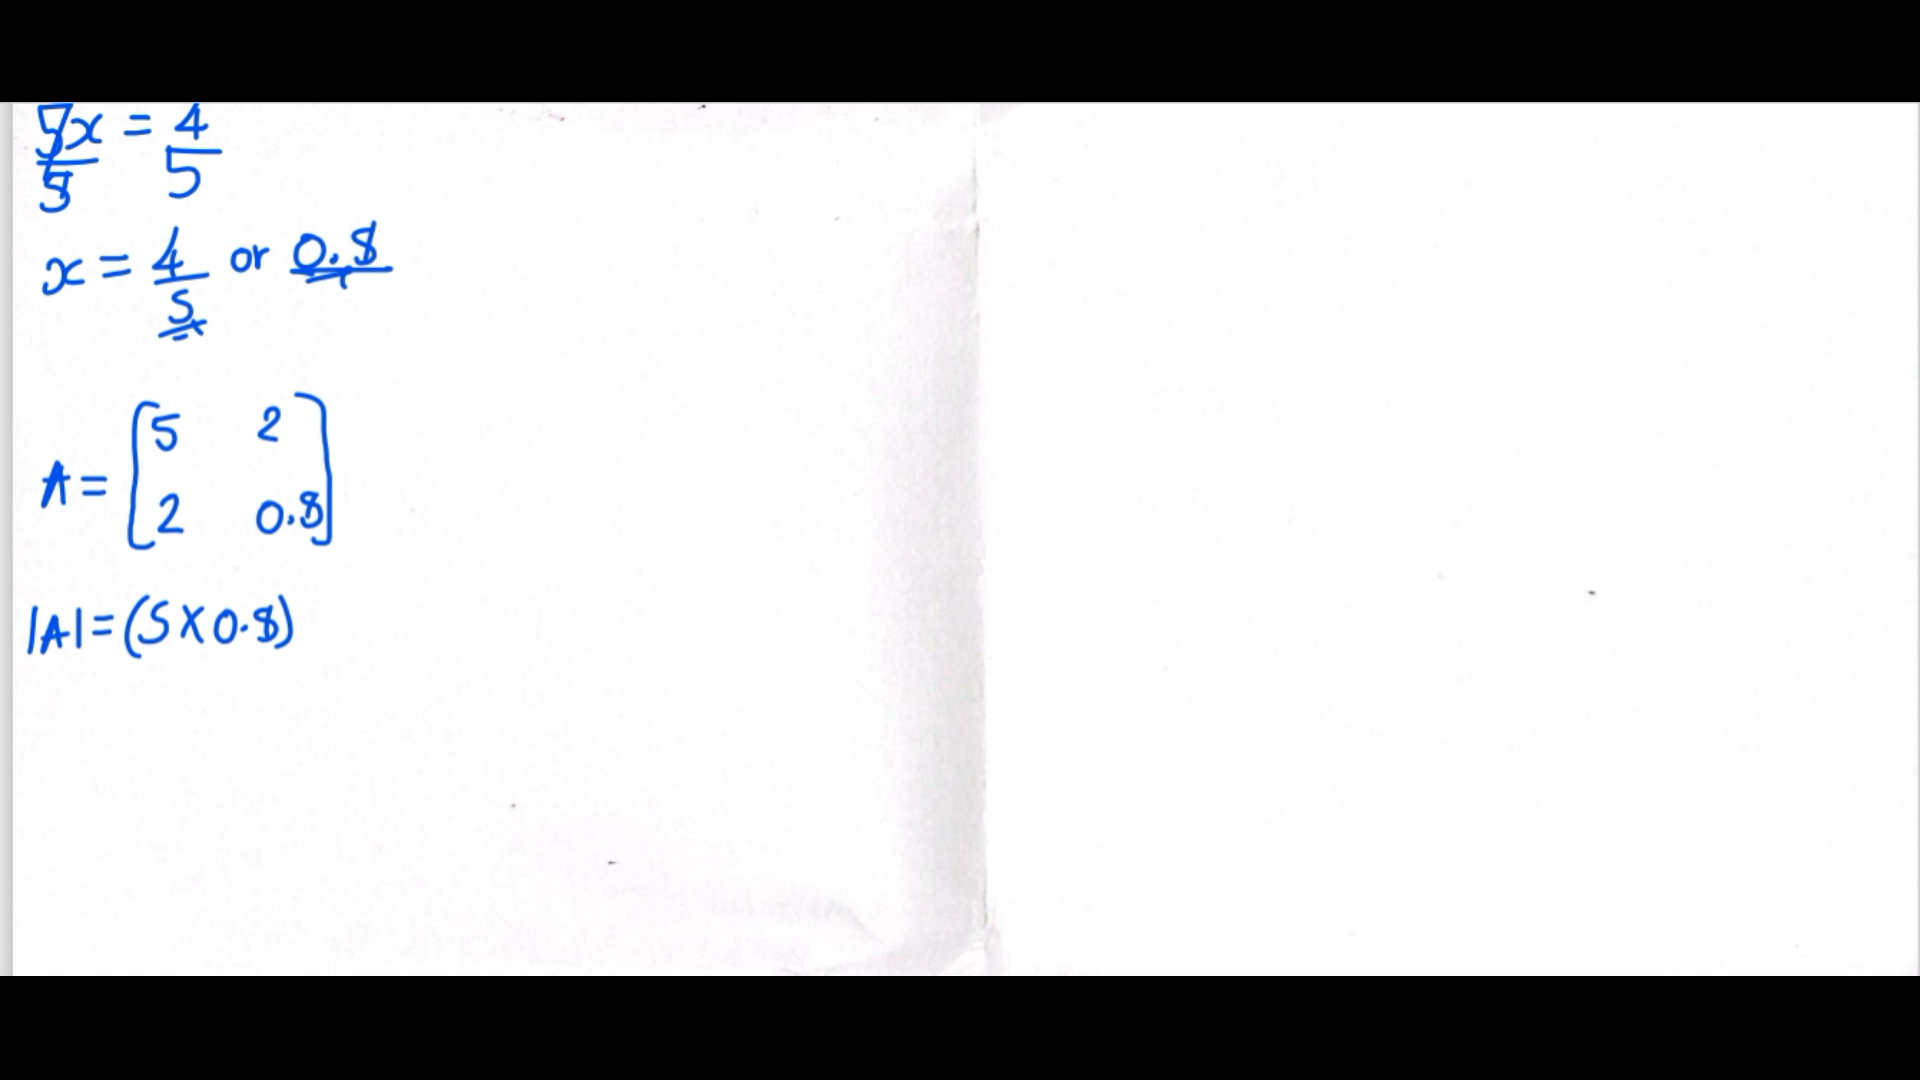 5x/5 = 4/5
x = 4/5 or 0.8
A = [5 2
2 0.8]
|A| = (5 × 0.8)